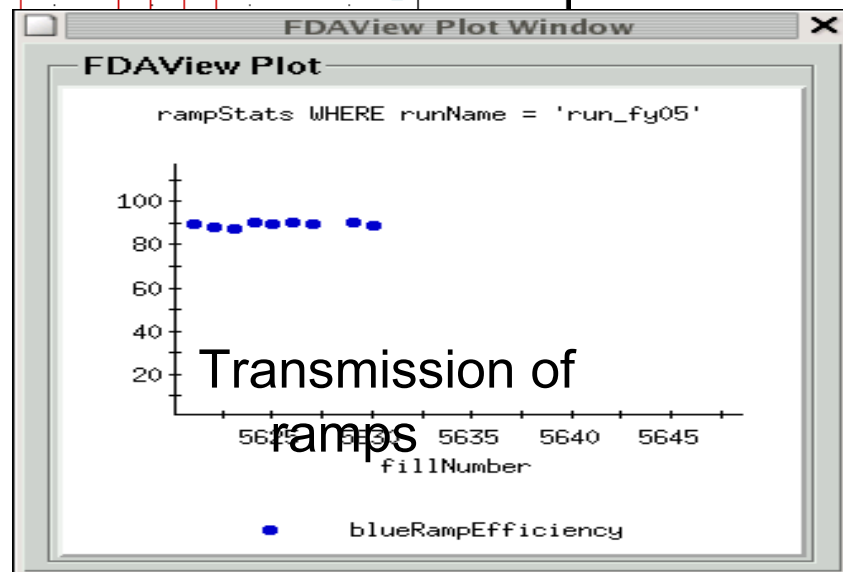 FDAView Plot Window
FDAView Plot
rampStats WHERE runName = 'run_fy05'
100
80
60
40
20
Transmission of
ramps
5625 5630 5635 5640 5645
fillNumber
blueRampEfficiency